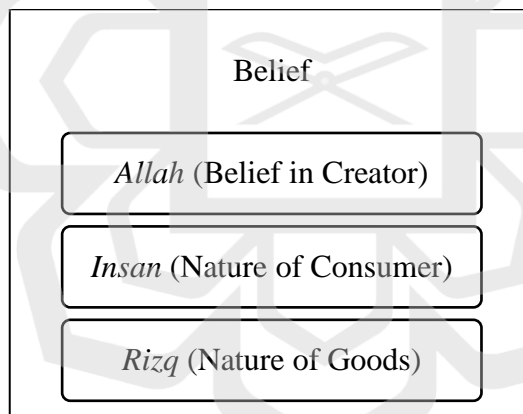 Belief
Allah (Belief in Creator)
Insan (Nature of Consumer)
Rizq (Nature of Goods)